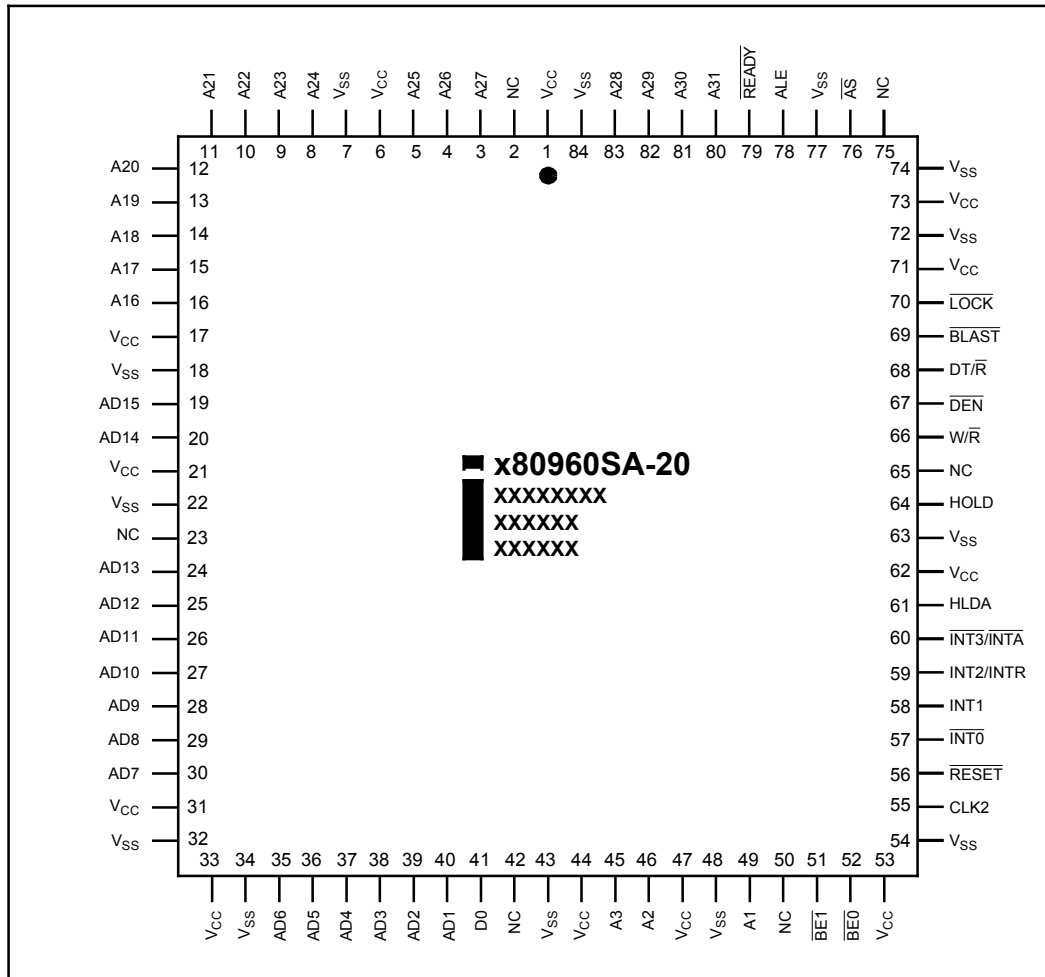 A21 A22 A23 A24 VSS VCC A25 A26 A27 NC VCC VSS A28 A29 A30 A31 READY ALE VSS AS NC
11 10 9 8 7 6 5 4 3 2 1 84 83 82 81 80 79 78 77 76 75
A20 12 74 VSS
A19 13 73 VCC
A18 14 72 VSS
A17 15 71 VCC
A16 16 70 LOCK
VCC 17 69 BLAST
VSS 18 68 DT/R
AD15 19 67 DEN
AD14 20 66 W/R
VCC 21 65 NC
VSS 22 64 HOLD
NC 23 63 VSS
AD13 24 62 VCC
AD12 25 61 HLDA
AD11 26 60 INT3/INTA
AD10 27 59 INT2/INTR
AD9 28 58 INT1
AD8 29 57 INT0
AD7 30 56 RESET
VCC 31 55 CLK2
VSS 32 54 VSS
x80960SA-20
XXXXXXXX
XXXXXX
XXXXXX
33 34 35 36 37 38 39 40 41 42 43 44 45 46 47 48 49 50 51 52 53
VCC VSS AD6 AD5 AD4 AD3 AD2 AD1 D0 NC VSS VCC A3 A2 VCC VSS A1 NC BE1 BE0 VCC